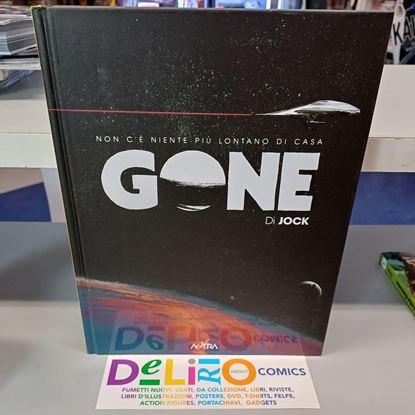 NON C'È NIENTE PIÙ LONTANO DI CASA
GONE
Di JOCK
ASTRA
DeLiRiO ABOUT COMICS
FUMETTI NUOVI, USATI, DA COLLEZIONE, LIBRI, RIVISTE,
LIBRI D'ILLUSTRAZIONI, POSTERS, DVD, T-SHIRTS, FELPE,
ACTION FIGURES, PORTACHIAVI, GADGETS